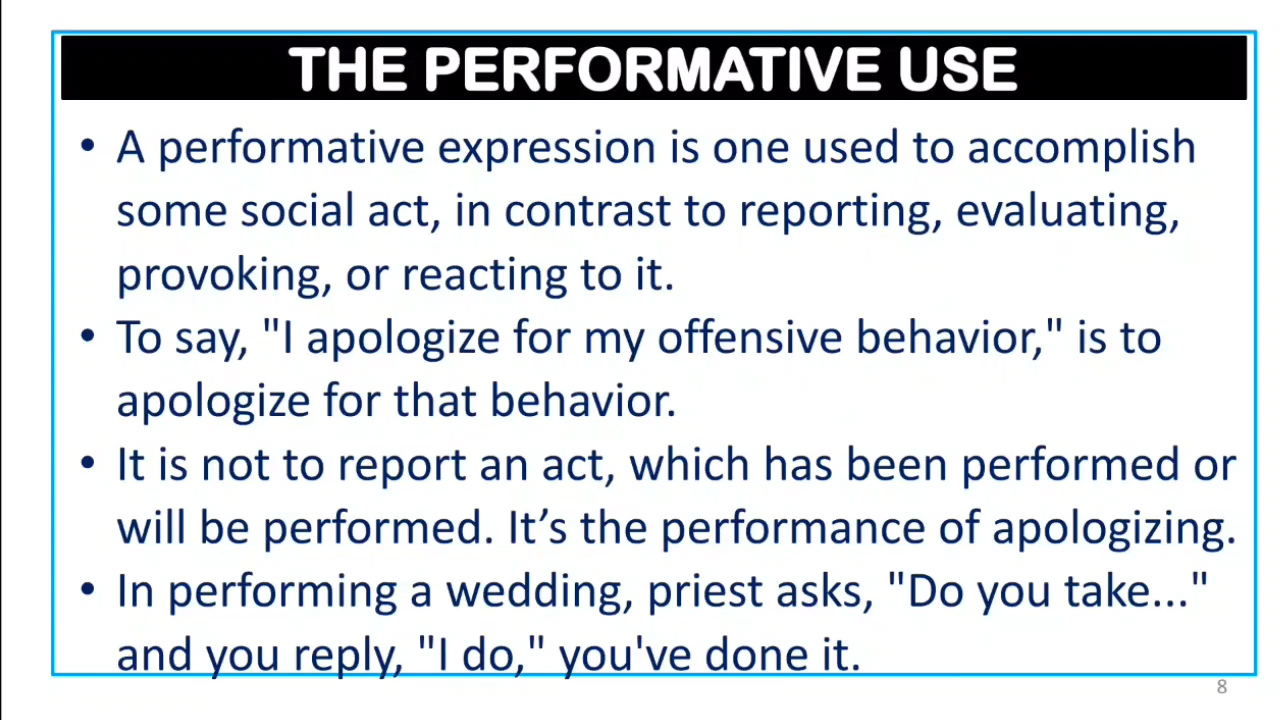 THE PERFORMATIVE USE
• A performative expression is one used to accomplish
some social act, in contrast to reporting, evaluating,
provoking, or reacting to it.
• To say, "I apologize for my offensive behavior," is to
apologize for that behavior.
• It is not to report an act, which has been performed or
will be performed. It’s the performance of apologizing.
• In performing a wedding, priest asks, "Do you take..."
and you reply, "I do," you've done it.
8